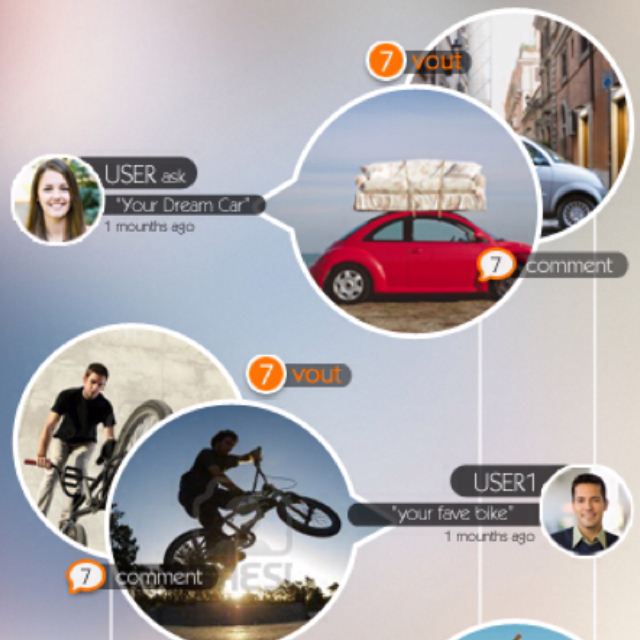 7 vout
USER ask
"Your Dream Car"
1 mounths ago
7 comment
7 vout
USER1
"your fave bike"
1 mounths ago
7 comment